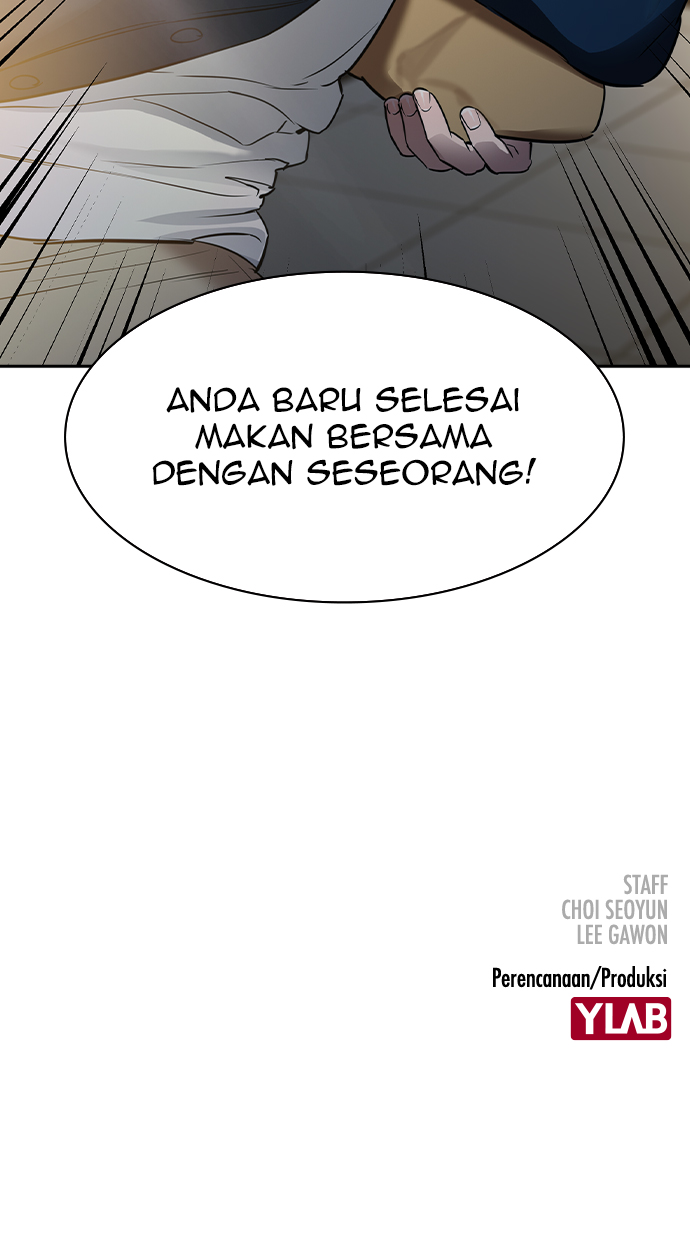 ANDA BARU SELESAI
MAKAN BERSAMA
DENGAN SESEORANG!
STAFF
CHOI SEOYUN
LEE GAWON
Perencanaan/Produksi
YLAB